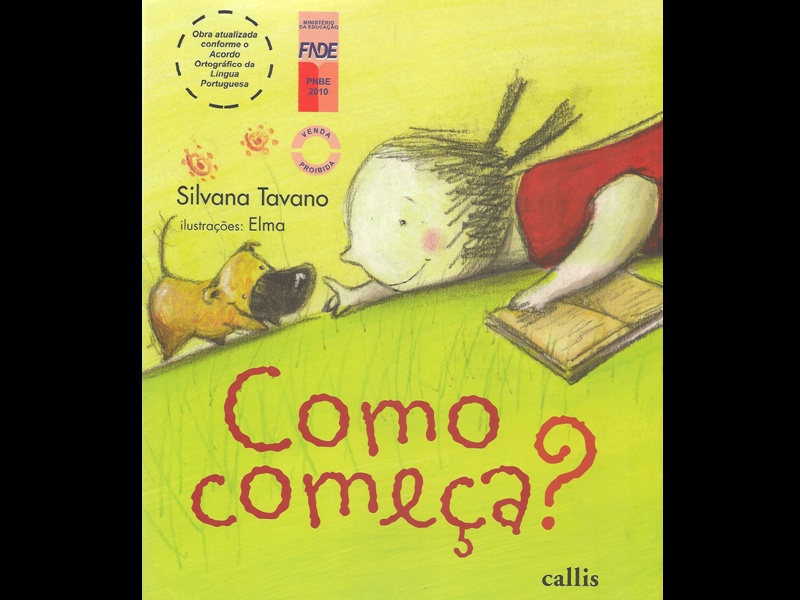 Obra atualizada
conforme o
Acordo
Ortográfico da
Língua
Portuguesa
MINISTÉRIO
DA EDUCAÇÃO
FNDE
PNBE
2010
VENDA
PROIBIDA
Silvana Tavano
ilustrações: Elma
Como
começa?
callis